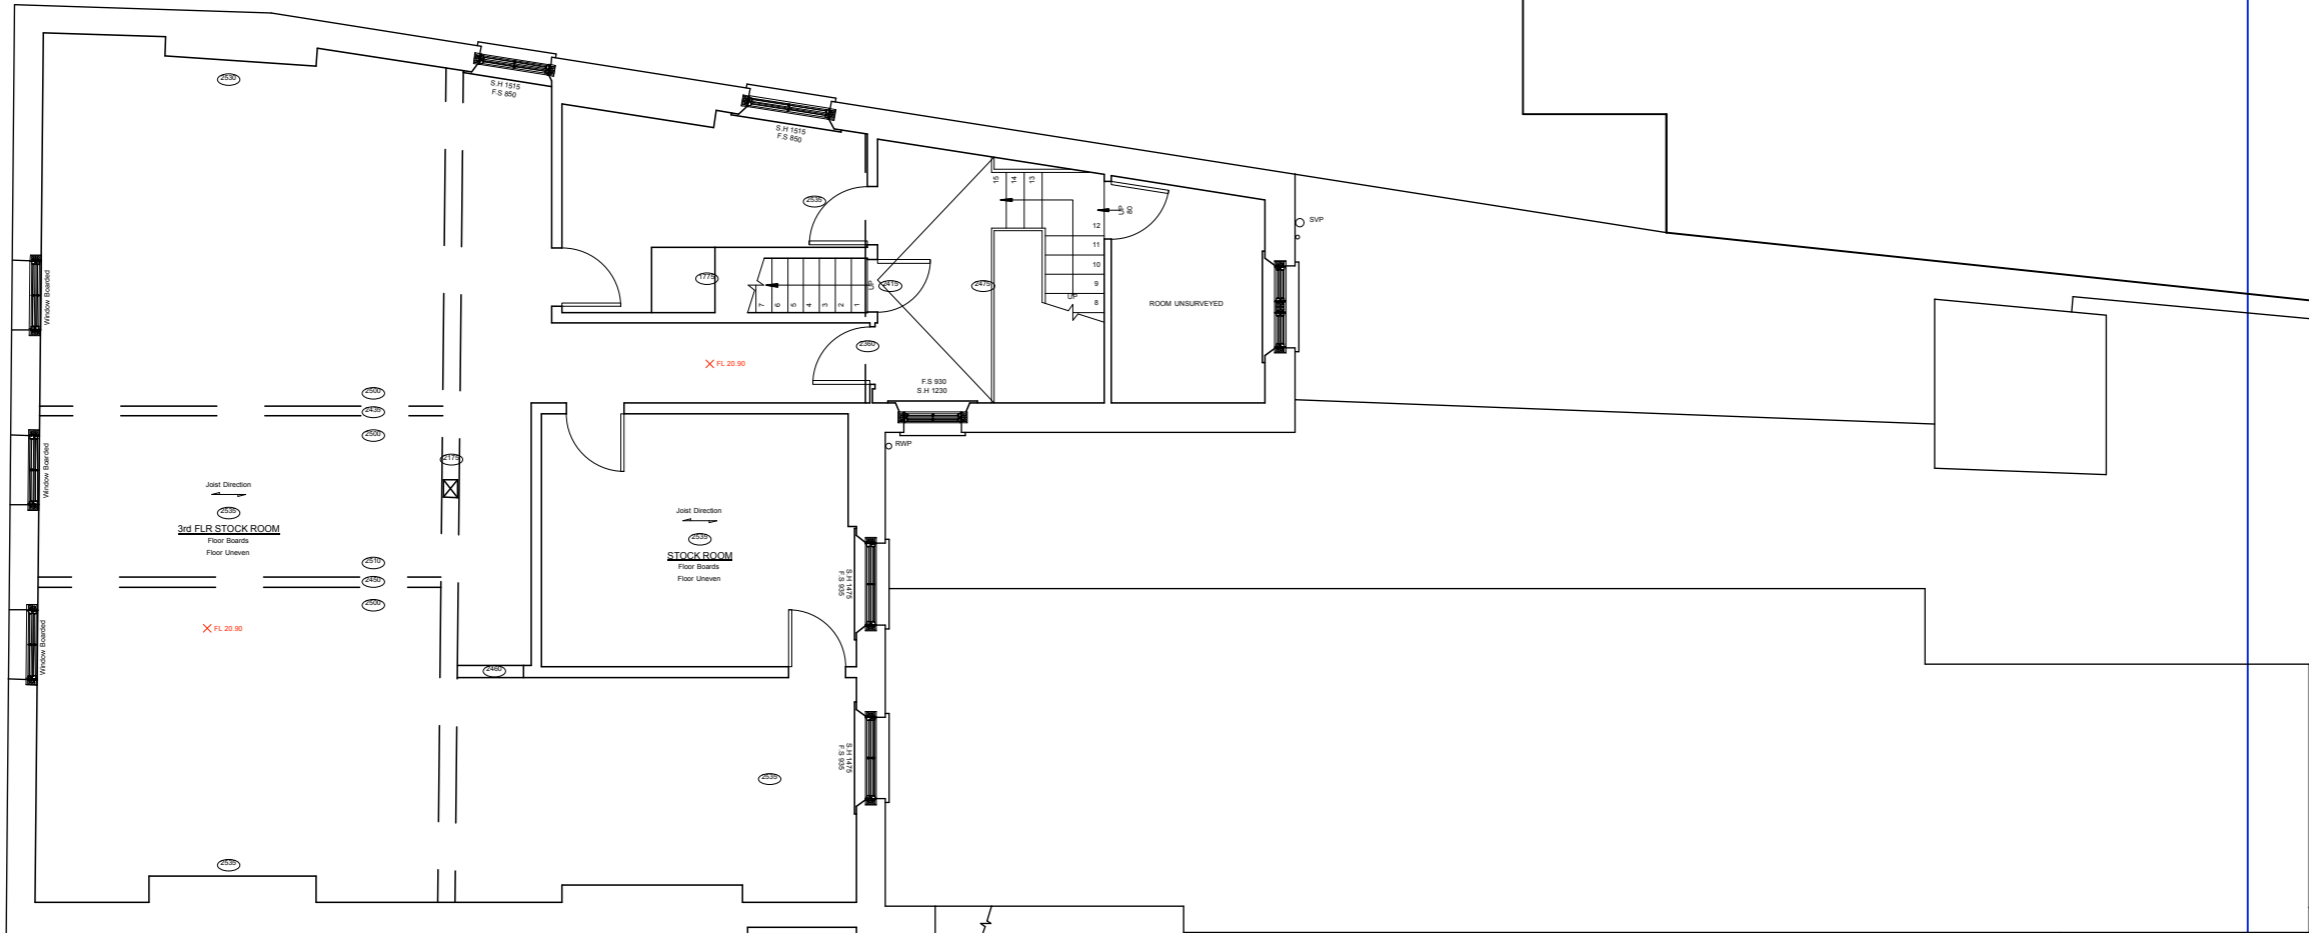 2530
S.H 1515
F.S 850
S.H 1515
F.S 850
2535
15
14
13
12
11
10
9
8
UP
UP
80
SVP
1775
7
6
5
4
3
2
1
UP
2415
2475
ROOM UNSURVEYED
Window Boarded
2360
FL 20.90
F.S 930
S.H 1230
RWP
2500
2435
2500
Window Boarded
2175
Joist Direction
2535
3rd FLR STOCK ROOM
Floor Boards
Floor Uneven
Joist Direction
2535
STOCK ROOM
Floor Boards
Floor Uneven
2510
2450
2500
S.H 1475
F.S 935
FL 20.90
Window Boarded
2460
S.H 1475
F.S 935
2535
2535